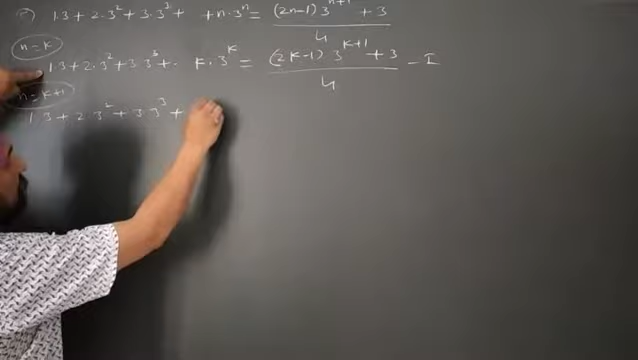 c) 1.3 + 2.3² + 3.3³ + +n.3ⁿ = (2n-1) 3ⁿ⁺¹ + 3 / 4
n=k
1.3 + 2.3² + 3.3³ + . k.3ᵏ = (2k-1) 3ᵏ⁺¹ + 3 / 4 - I
n=k+1
1.3 + 2.3² + 3.3³ + .